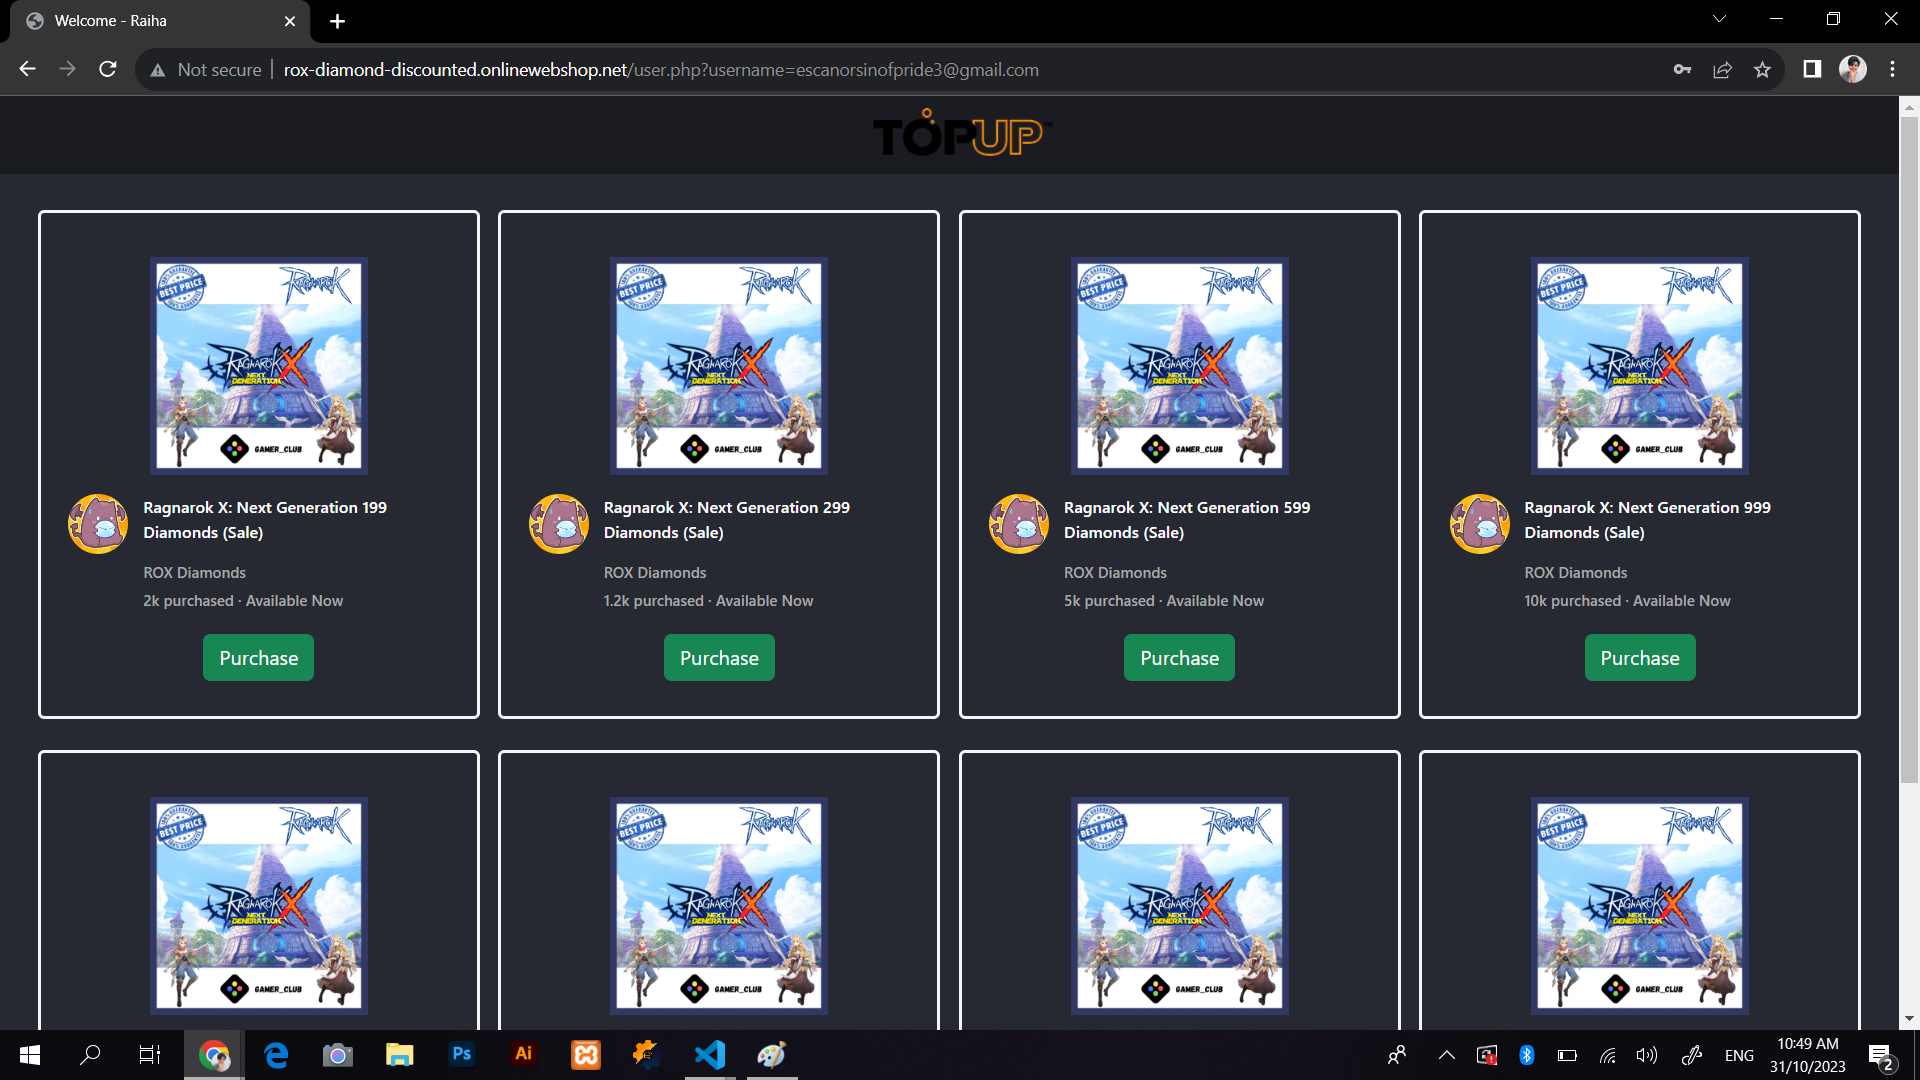 Welcome - Raiha
Not secure
rox-diamond-discounted.onlinewebshop.net/user.php?username=escanorsinofpride3@gmail.com
TOPUP™
BEST PRICE
RAGNAROK
RAGNAROK X
NEXT
GENERATION
GAMER_CLUB
BEST PRICE
RAGNAROK
RAGNAROK X
NEXT
GENERATION
GAMER_CLUB
BEST PRICE
RAGNAROK
RAGNAROK X
NEXT
GENERATION
GAMER_CLUB
BEST PRICE
RAGNAROK
RAGNAROK X
NEXT
GENERATION
GAMER_CLUB
Ragnarok X: Next Generation 199
Diamonds (Sale)
ROX Diamonds
2k purchased · Available Now
Purchase
Ragnarok X: Next Generation 299
Diamonds (Sale)
ROX Diamonds
1.2k purchased · Available Now
Purchase
Ragnarok X: Next Generation 599
Diamonds (Sale)
ROX Diamonds
5k purchased · Available Now
Purchase
Ragnarok X: Next Generation 999
Diamonds (Sale)
ROX Diamonds
10k purchased · Available Now
Purchase
BEST PRICE
RAGNAROK
RAGNAROK X
NEXT
GENERATION
GAMER_CLUB
BEST PRICE
RAGNAROK
RAGNAROK X
NEXT
GENERATION
GAMER_CLUB
BEST PRICE
RAGNAROK
RAGNAROK X
NEXT
GENERATION
GAMER_CLUB
BEST PRICE
RAGNAROK
RAGNAROK X
NEXT
GENERATION
GAMER_CLUB
Ps
Ai
ENG
10:49 AM
31/10/2023
2